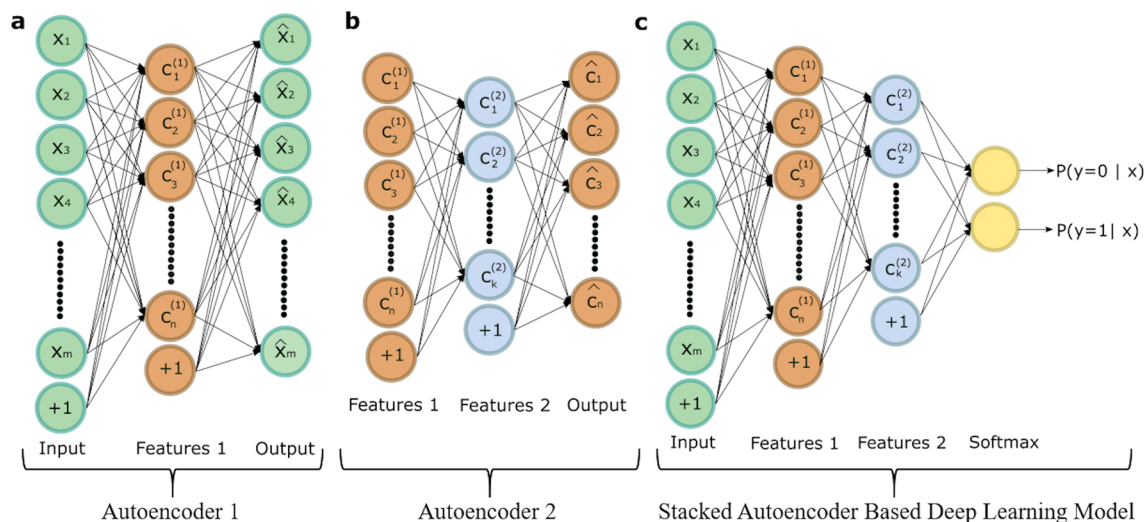 a
X1
X2
X3
X4
Xm
+1
Input
C1(1)
C2(1)
C3(1)
Cn(1)
+1
Features 1
X̂1
X̂2
X̂3
X̂4
X̂m
Output
Autoencoder 1
b
C1(1)
C2(1)
C3(1)
Cn(1)
+1
Features 1
C1(2)
C2(2)
Ck(2)
+1
Features 2
Ĉ1
Ĉ2
Ĉ3
Ĉn
Output
Autoencoder 2
c
X1
X2
X3
X4
Xm
+1
Input
C1(1)
C2(1)
C3(1)
Cn(1)
+1
Features 1
C1(2)
C2(2)
Ck(2)
+1
Features 2
Softmax
P(y=0 | x)
P(y=1| x)
Stacked Autoencoder Based Deep Learning Model